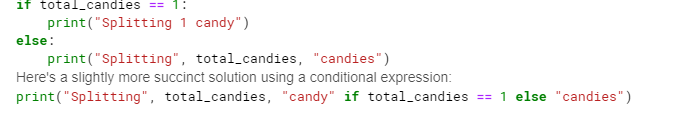 if total_candies == 1:
    print("Splitting 1 candy")
else:
    print("Splitting", total_candies, "candies")
Here's a slightly more succinct solution using a conditional expression:
print("Splitting", total_candies, "candy" if total_candies == 1 else "candies")